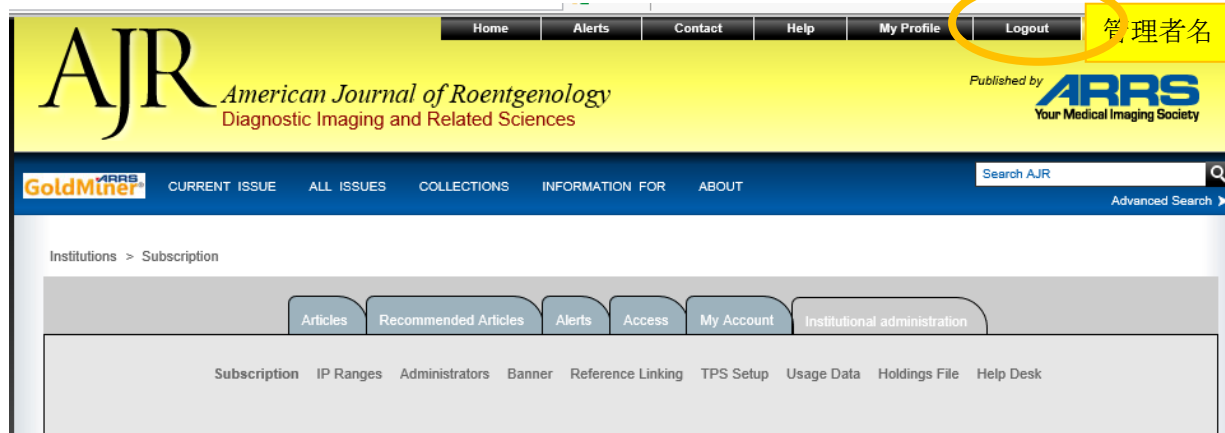 Home Alerts Contact Help My Profile Logout
管理者名
AJR
American Journal of Roentgenology
Diagnostic Imaging and Related Sciences
Published by
ARRS
Your Medical Imaging Society
ARRS
GoldMiner®
CURRENT ISSUE ALL ISSUES COLLECTIONS INFORMATION FOR ABOUT
Search AJR
Advanced Search
Institutions > Subscription
Articles Recommended Articles Alerts Access My Account Institutional administration
Subscription IP Ranges Administrators Banner Reference Linking TPS Setup Usage Data Holdings File Help Desk